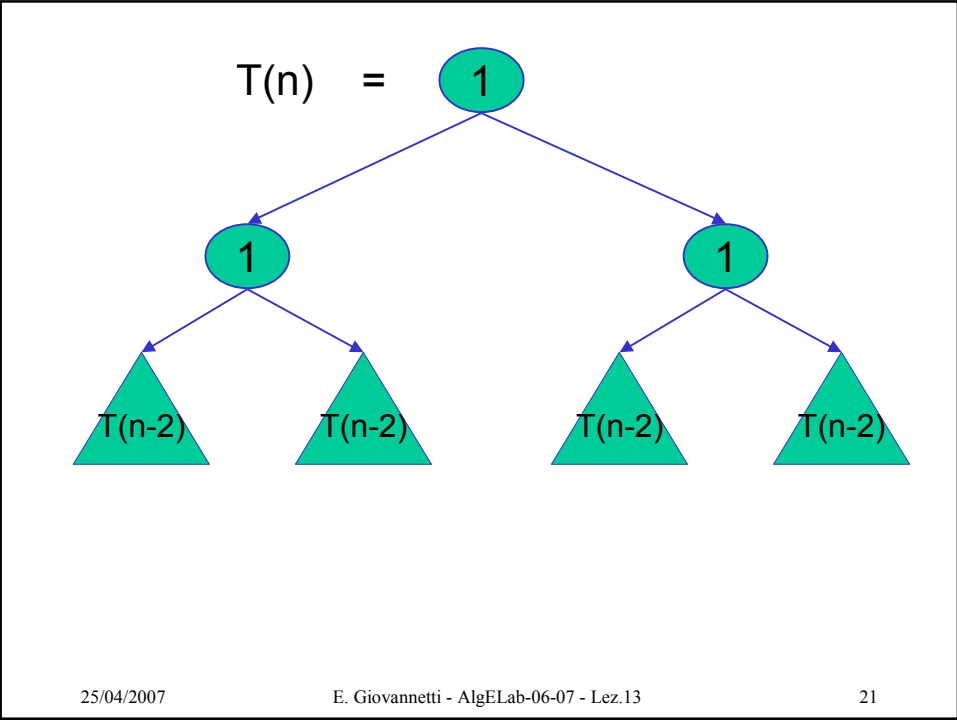 T(n) = 1
1 1
T(n-2) T(n-2) T(n-2) T(n-2)
25/04/2007 E. Giovannetti - AlgELab-06-07 - Lez.13 21